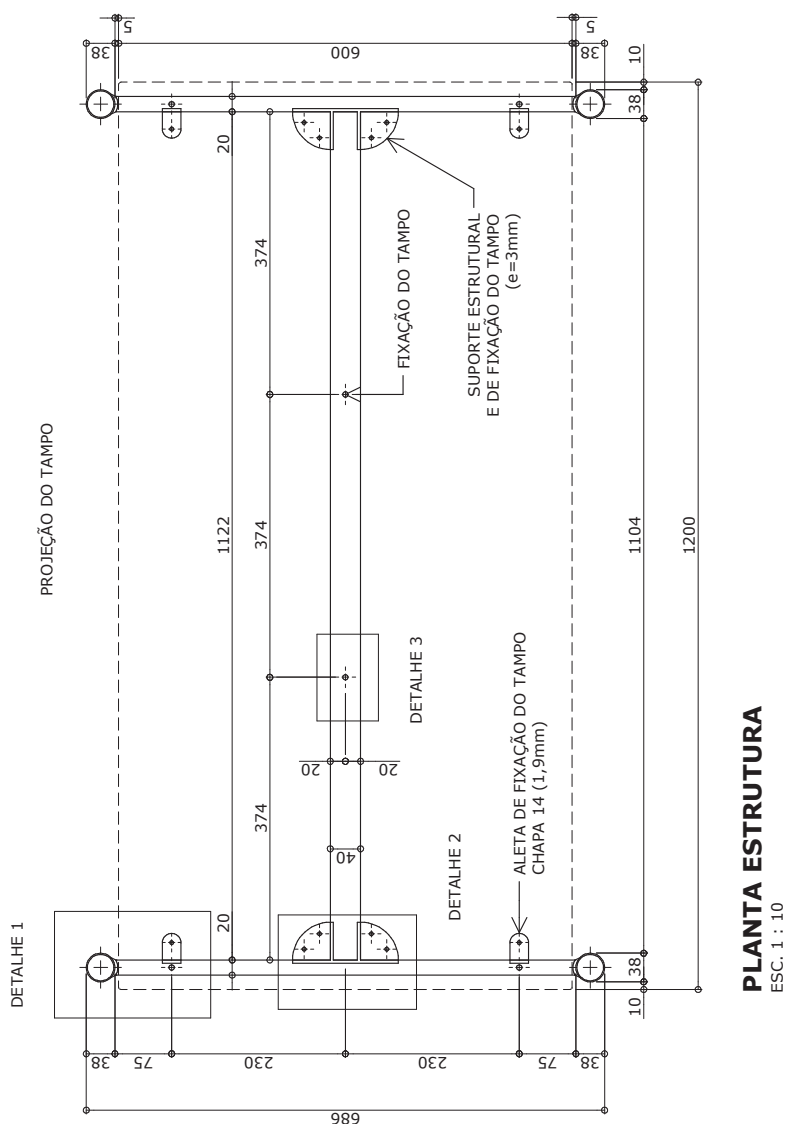 DETALHE 1
PROJEÇÃO DO TAMPO
686
38
75
230
230
75
38
38
5
600
5
38
20
1122
20
374
374
374
40
20
20
FIXAÇÃO DO TAMPO
DETALHE 3
DETALHE 2
SUPORTE ESTRUTURAL
E DE FIXAÇÃO DO TAMPO
(e=3mm)
ALETA DE FIXAÇÃO DO TAMPO
CHAPA 14 (1,9mm)
10
38
1104
38
10
1200
PLANTA ESTRUTURA
ESC. 1 : 10